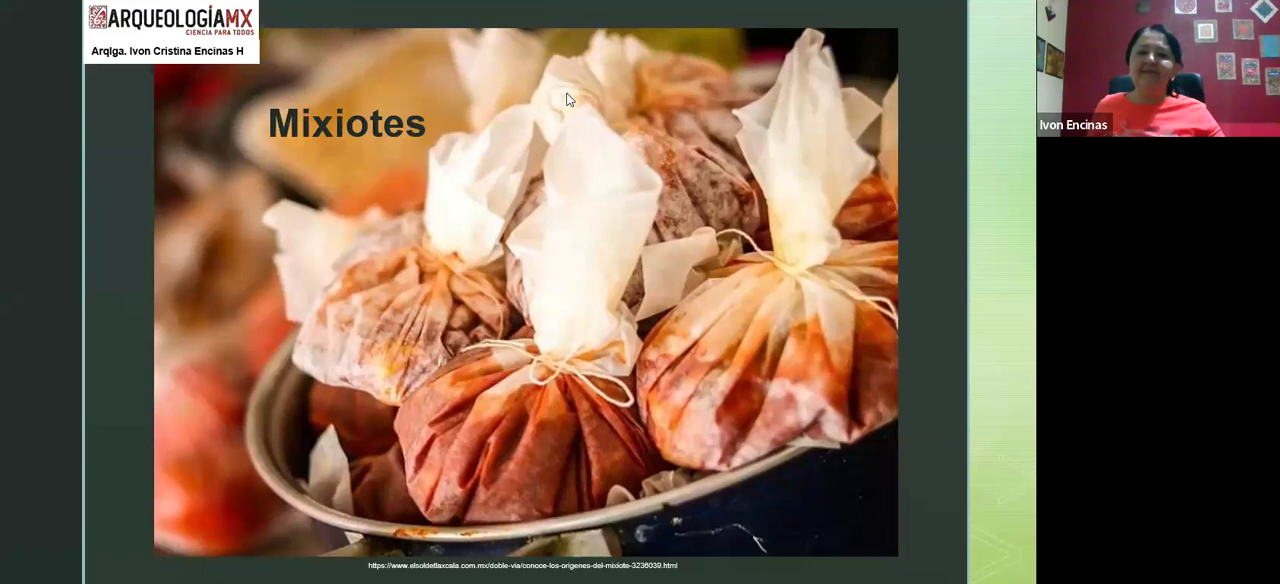 ARQUEOLOGÍAMX
CIENCIA PARA TODOS
Arqlga. Ivon Cristina Encinas H
Mixiotes
Ivon Encinas
https://www.elsoldetlaxcala.com.mx/doble-via/conoce-los-origenes-del-mixiote-3236039.html